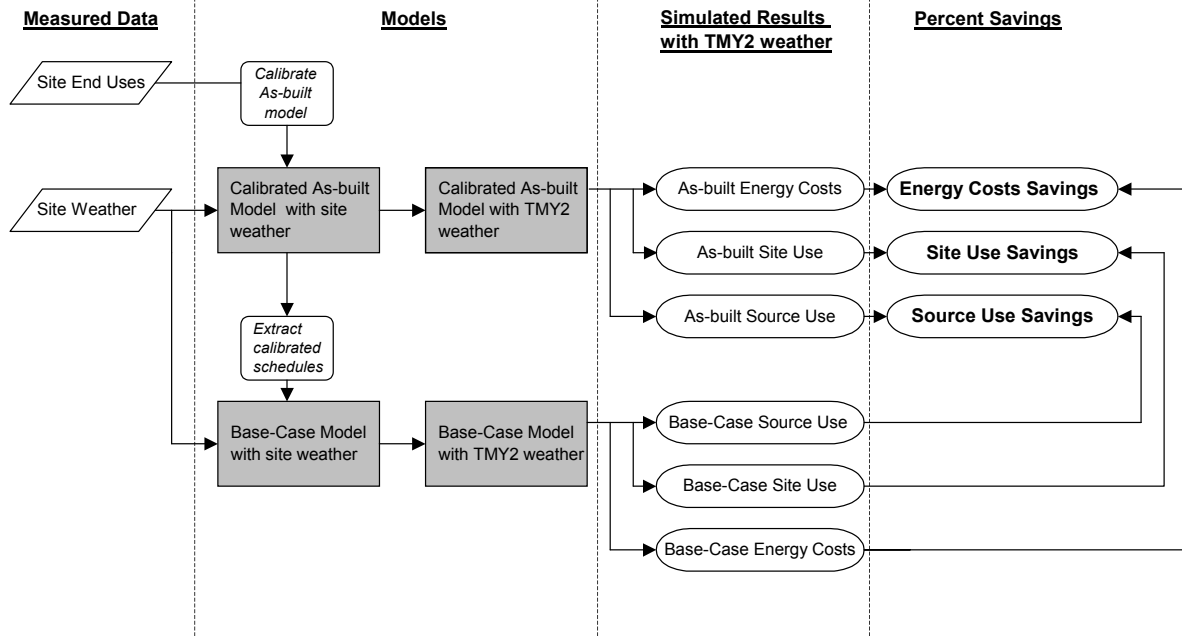 Measured Data
Models
Simulated Results
with TMY2 weather
Percent Savings
Site End Uses
Calibrate
As-built
model
Site Weather
Calibrated As-built
Model with site
weather
Calibrated As-built
Model with TMY2
weather
As-built Energy Costs
Energy Costs Savings
As-built Site Use
Site Use Savings
As-built Source Use
Source Use Savings
Extract
calibrated
schedules
Base-Case Model
with site weather
Base-Case Model
with TMY2 weather
Base-Case Source Use
Base-Case Site Use
Base-Case Energy Costs